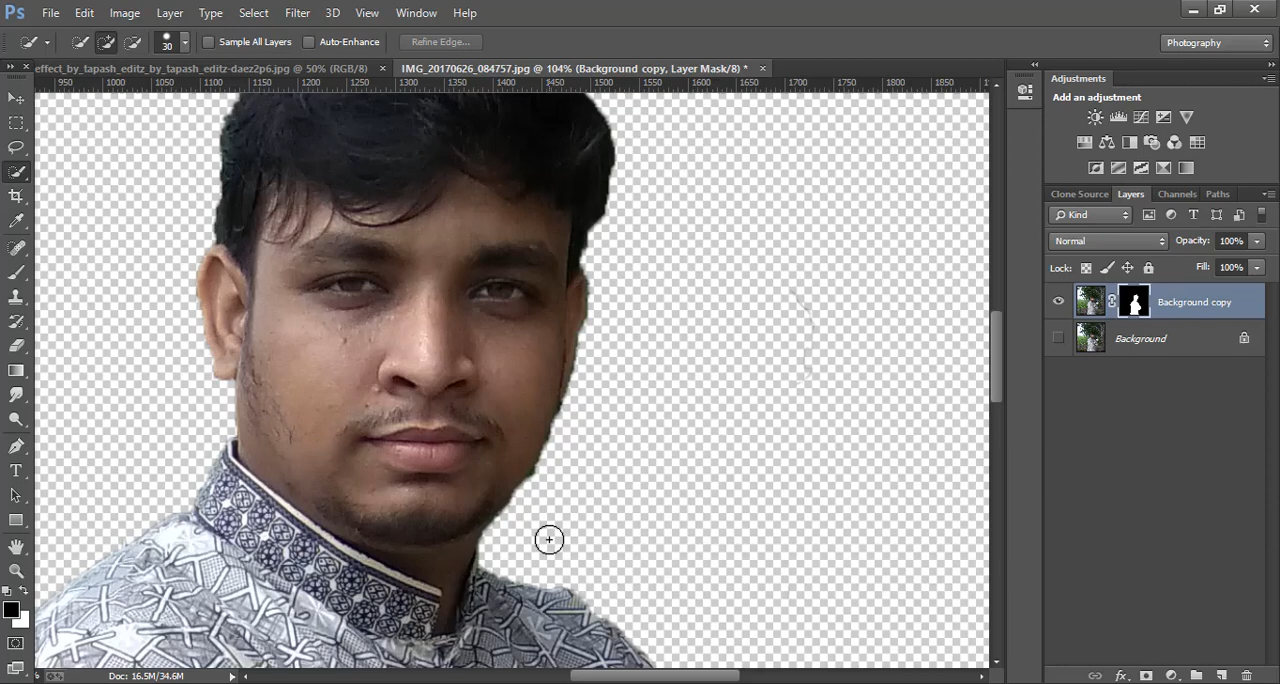 Ps File Edit Image Layer Type Select Filter 3D View Window Help
30 Sample All Layers Auto-Enhance Refine Edge... Photography
effect_by_tapash_editz_by_tapash_editz-daez2p6.jpg @ 50% (RGB/8) × IMG_20170626_084757.jpg @ 104% (Background copy, Layer Mask/8) * ×
950 1000 1050 1100 1150 1200 1250 1300 1350 1400 1450 1500 1550 1600 1650 1700 1750 1800 1850
Adjustments
Add an adjustment
Clone Source Layers Channels Paths
Kind T
Normal Opacity: 100%
Lock: Fill: 100%
Background copy
Background
T
Doc: 16.5M/34.6M
fx